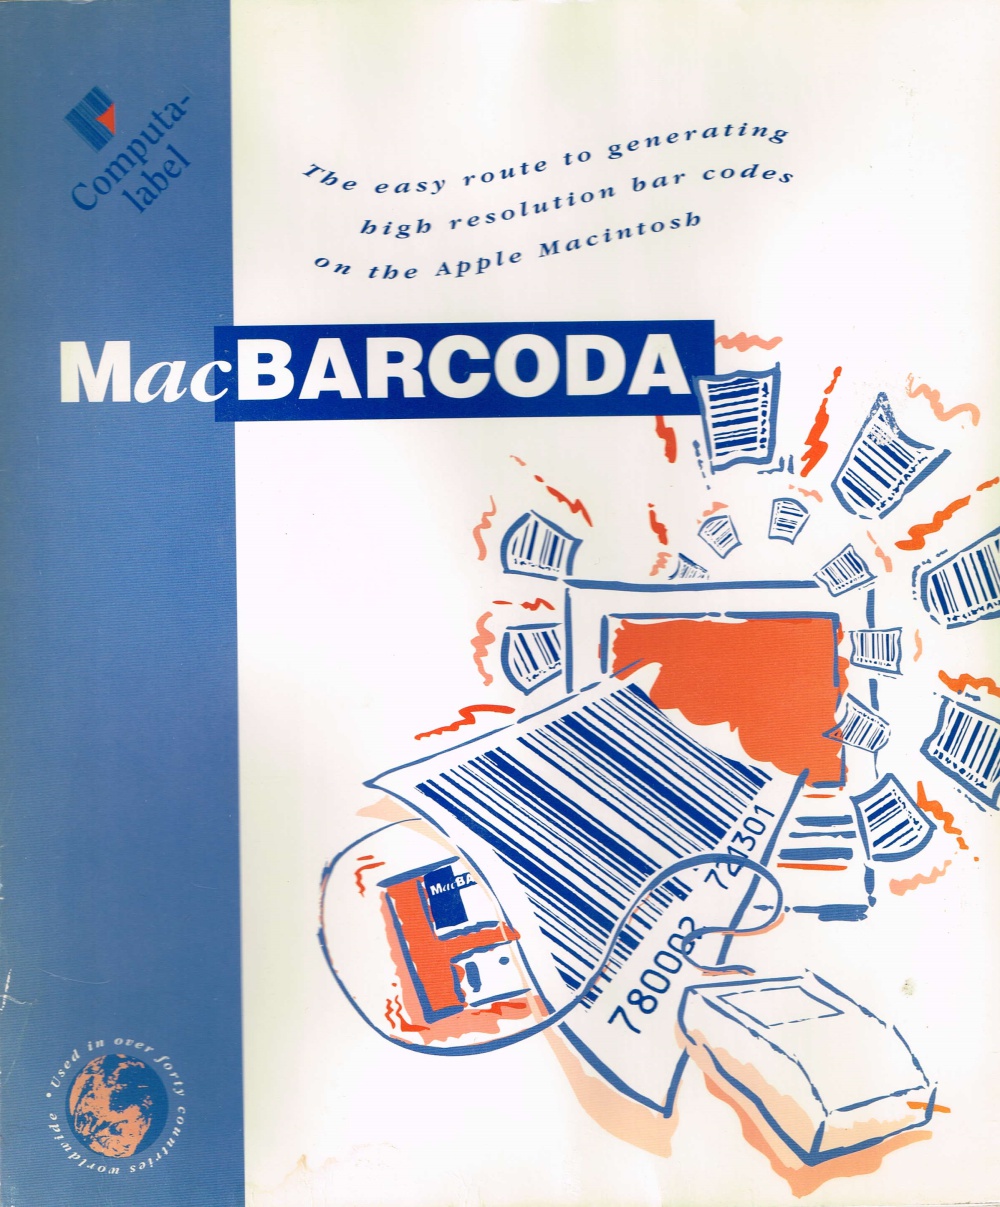 Computa-
label
The easy route to generating
high resolution bar codes
on the Apple Macintosh
MacBARCODA
MacBA
721301
780082
• Used in over forty countries worldwide